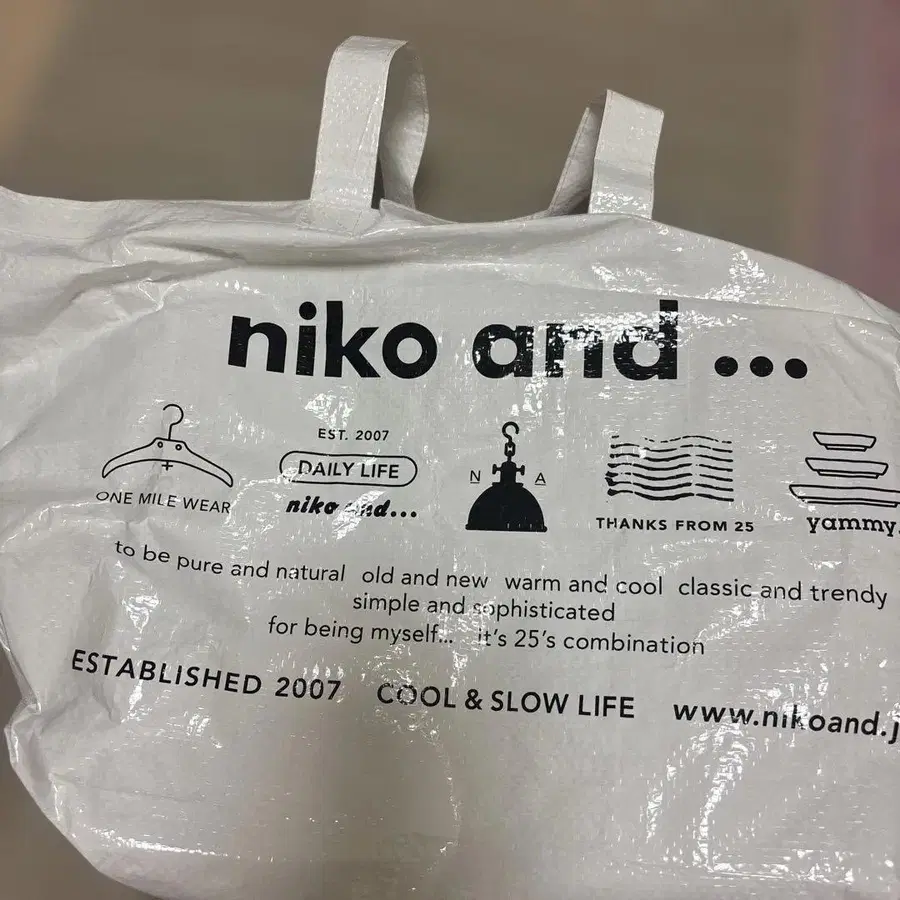 niko and ...
ONE MILE WEAR
EST. 2007
DAILY LIFE
niko and...
N A
THANKS FROM 25
yammy.
to be pure and natural old and new warm and cool classic and trendy
simple and sophisticated
for being myself... it's 25's combination
ESTABLISHED 2007 COOL & SLOW LIFE www.nikoand.j